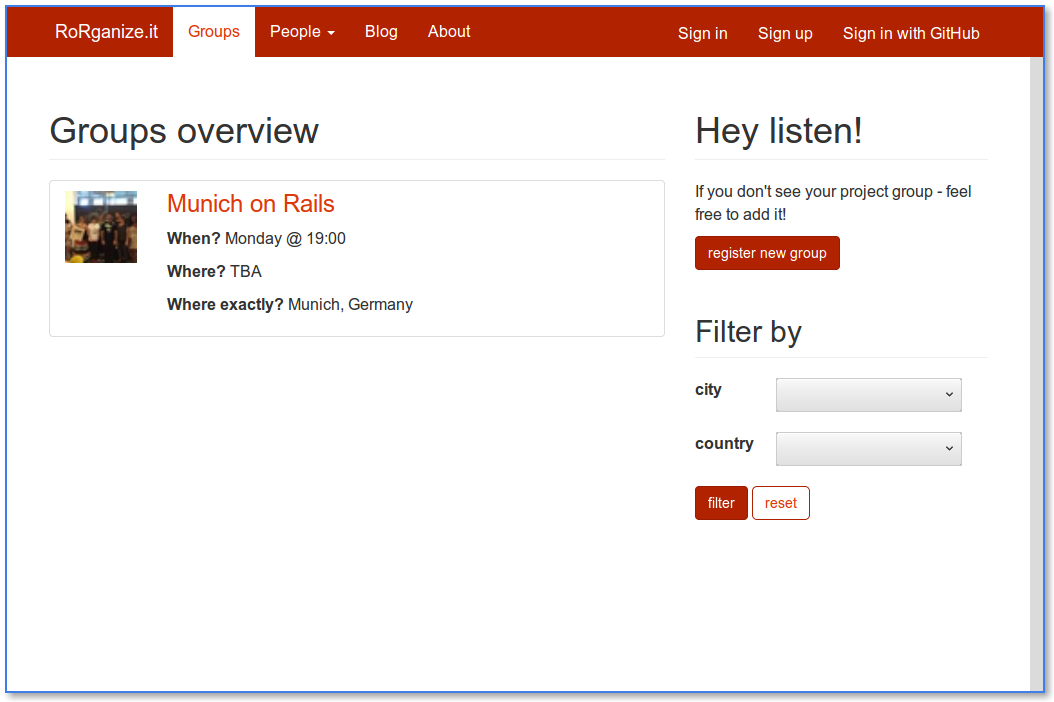 RoRganize.it Groups People Blog About Sign in Sign up Sign in with GitHub
Groups overview
Munich on Rails
When? Monday @ 19:00
Where? TBA
Where exactly? Munich, Germany
Hey listen!
If you don't see your project group - feel
free to add it!
register new group
Filter by
city
country
filter reset